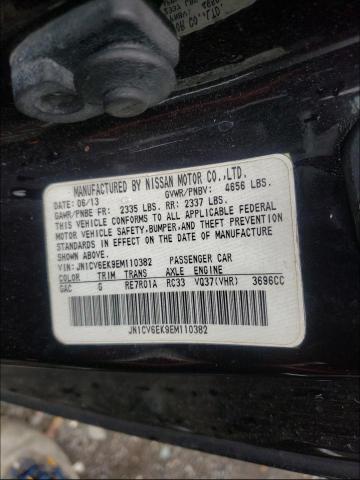 MANUFACTURED BY NISSAN MOTOR CO.,LTD.
DATE: 06/13 GVWR/PNBV: 4656 LBS.
GAWR/PNBE FR: 2335 LBS. RR: 2337 LBS.
THIS VEHICLE CONFORMS TO ALL APPLICABLE FEDERAL
MOTOR VEHICLE SAFETY,BUMPER,AND THEFT PREVENTION
STANDARDS IN EFFECT ON THE DATE OF MANUFACTURE
SHOWN ABOVE.
VIN: JN1CV6EK9EM110382 PASSENGER CAR
COLOR TRIM TRANS AXLE ENGINE
GAC G RE7R01A RC33 VQ37(VHR) 3696CC
JN1CV6EK9EM110382